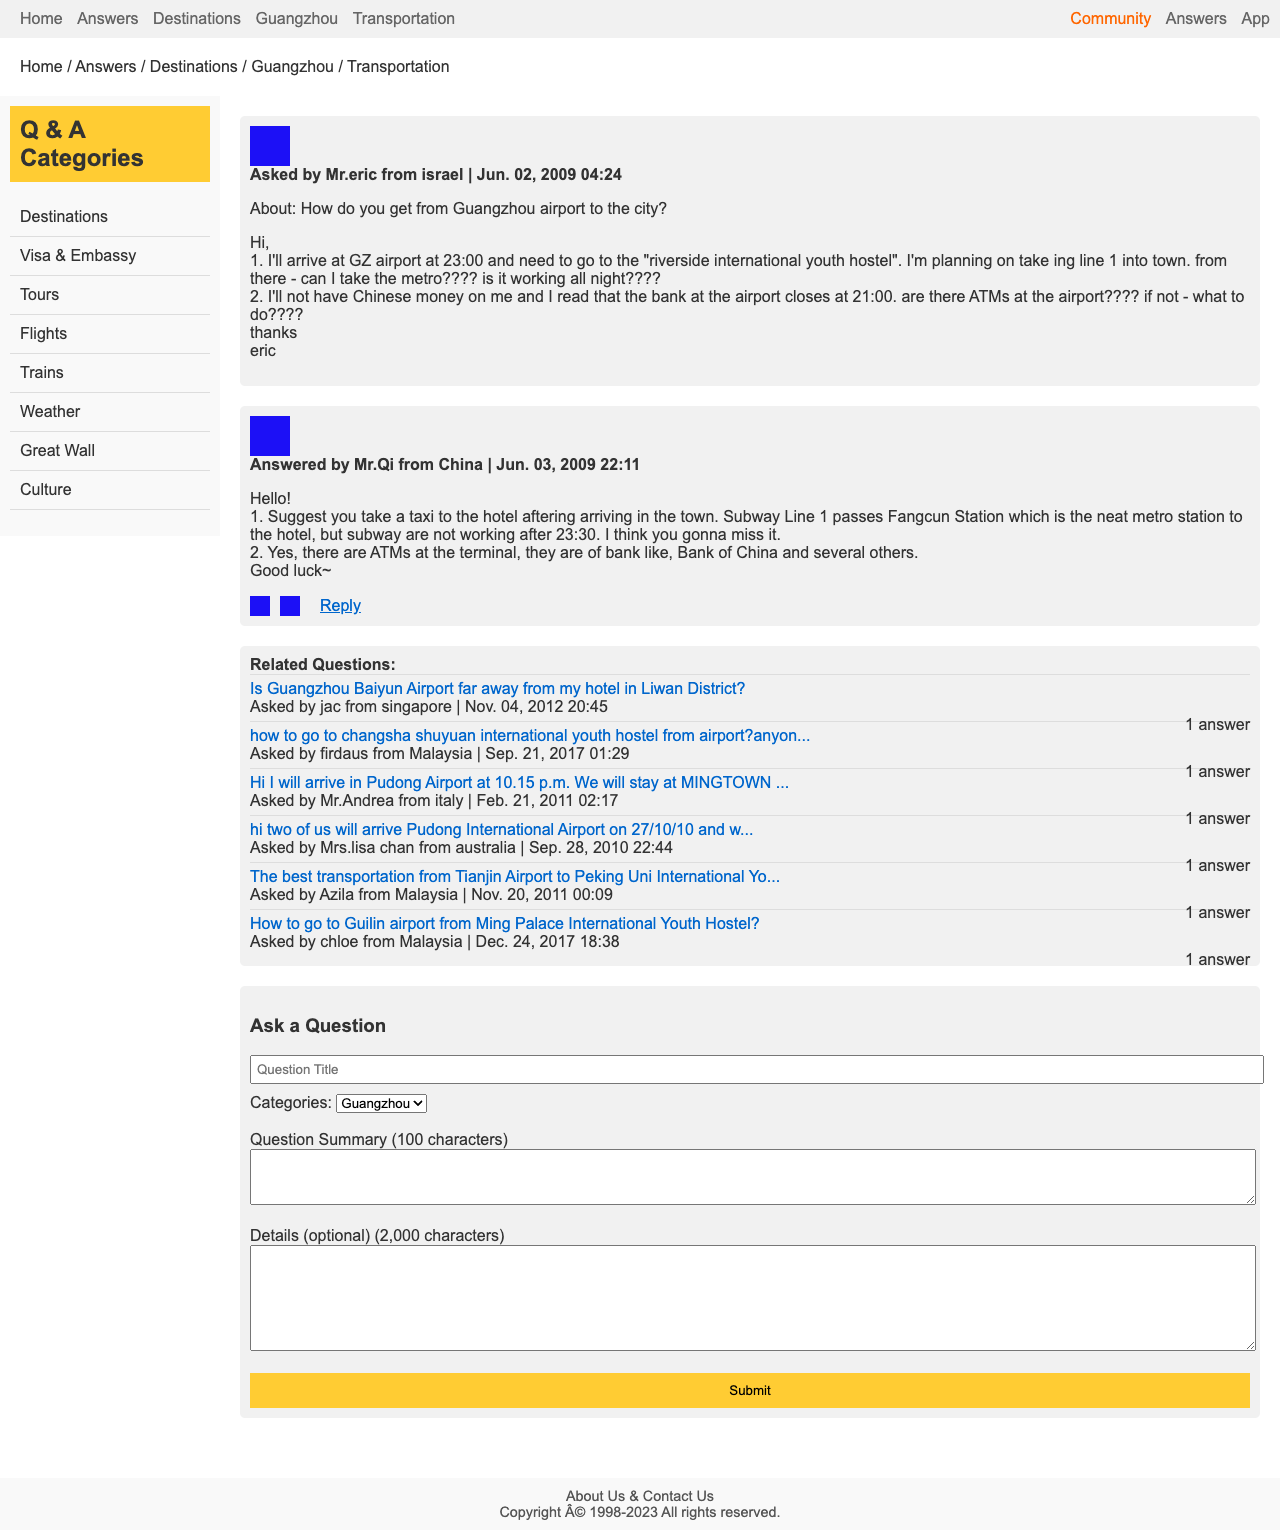 Home Answers Destinations Guangzhou Transportation Community Answers App
Home / Answers / Destinations / Guangzhou / Transportation
Q & A
Categories
Destinations
Visa & Embassy
Tours
Flights
Trains
Weather
Great Wall
Culture
Asked by Mr.eric from israel | Jun. 02, 2009 04:24
About: How do you get from Guangzhou airport to the city?
Hi,
1. I'll arrive at GZ airport at 23:00 and need to go to the "riverside international youth hostel". I'm planning on take ing line 1 into town. from
there - can I take the metro???? is it working all night????
2. I'll not have Chinese money on me and I read that the bank at the airport closes at 21:00. are there ATMs at the airport???? if not - what to
do????
thanks
eric
Answered by Mr.Qi from China | Jun. 03, 2009 22:11
Hello!
1. Suggest you take a taxi to the hotel aftering arriving in the town. Subway Line 1 passes Fangcun Station which is the neat metro station to
the hotel, but subway are not working after 23:30. I think you gonna miss it.
2. Yes, there are ATMs at the terminal, they are of bank like, Bank of China and several others.
Good luck~
Reply
Related Questions:
Is Guangzhou Baiyun Airport far away from my hotel in Liwan District?
Asked by jac from singapore | Nov. 04, 2012 20:45
1 answer
how to go to changsha shuyuan international youth hostel from airport?anyon...
Asked by firdaus from Malaysia | Sep. 21, 2017 01:29
1 answer
Hi I will arrive in Pudong Airport at 10.15 p.m. We will stay at MINGTOWN ...
Asked by Mr.Andrea from italy | Feb. 21, 2011 02:17
1 answer
hi two of us will arrive Pudong International Airport on 27/10/10 and w...
Asked by Mrs.lisa chan from australia | Sep. 28, 2010 22:44
1 answer
The best transportation from Tianjin Airport to Peking Uni International Yo...
Asked by Azila from Malaysia | Nov. 20, 2011 00:09
1 answer
How to go to Guilin airport from Ming Palace International Youth Hostel?
Asked by chloe from Malaysia | Dec. 24, 2017 18:38
1 answer
Ask a Question
Question Title
Categories: Guangzhou
Question Summary (100 characters)
Details (optional) (2,000 characters)
Submit
About Us & Contact Us
Copyright Â© 1998-2023 All rights reserved.